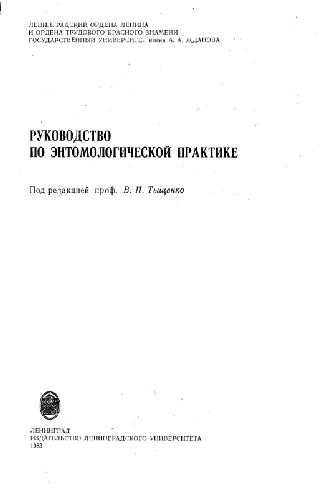 ЛЕНИНГРАДСКИЙ ОРДЕНА ЛЕНИНА
И ОРДЕНА ТРУДОВОГО КРАСНОГО ЗНАМЕНИ
ГОСУДАРСТВЕННЫЙ УНИВЕРСИТЕТ имени А. А. ЖДАНОВА
РУКОВОДСТВО
ПО ЭНТОМОЛОГИЧЕСКОЙ ПРАКТИКЕ
Под редакцией проф. В. П. Тыщенко
ЛЕНИНГРАД
ИЗДАТЕЛЬСТВО ЛЕНИНГРАДСКОГО УНИВЕРСИТЕТА
1983